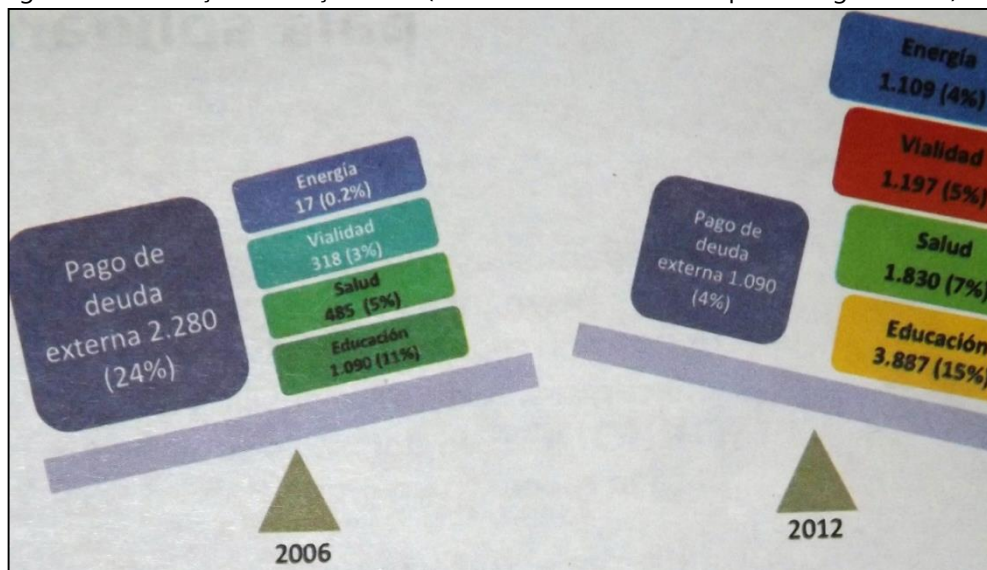 Pago de
deuda
externa 2.280
(24%)
Energía
17 (0.2%)
Vialidad
318 (3%)
Salud
485 (5%)
Educación
1.090 (11%)
2006
Pago de
deuda
externa 1.090
(4%)
Energía
1.109 (4%)
Vialidad
1.197 (5%)
Salud
1.830 (7%)
Educación
3.887 (15%)
2012